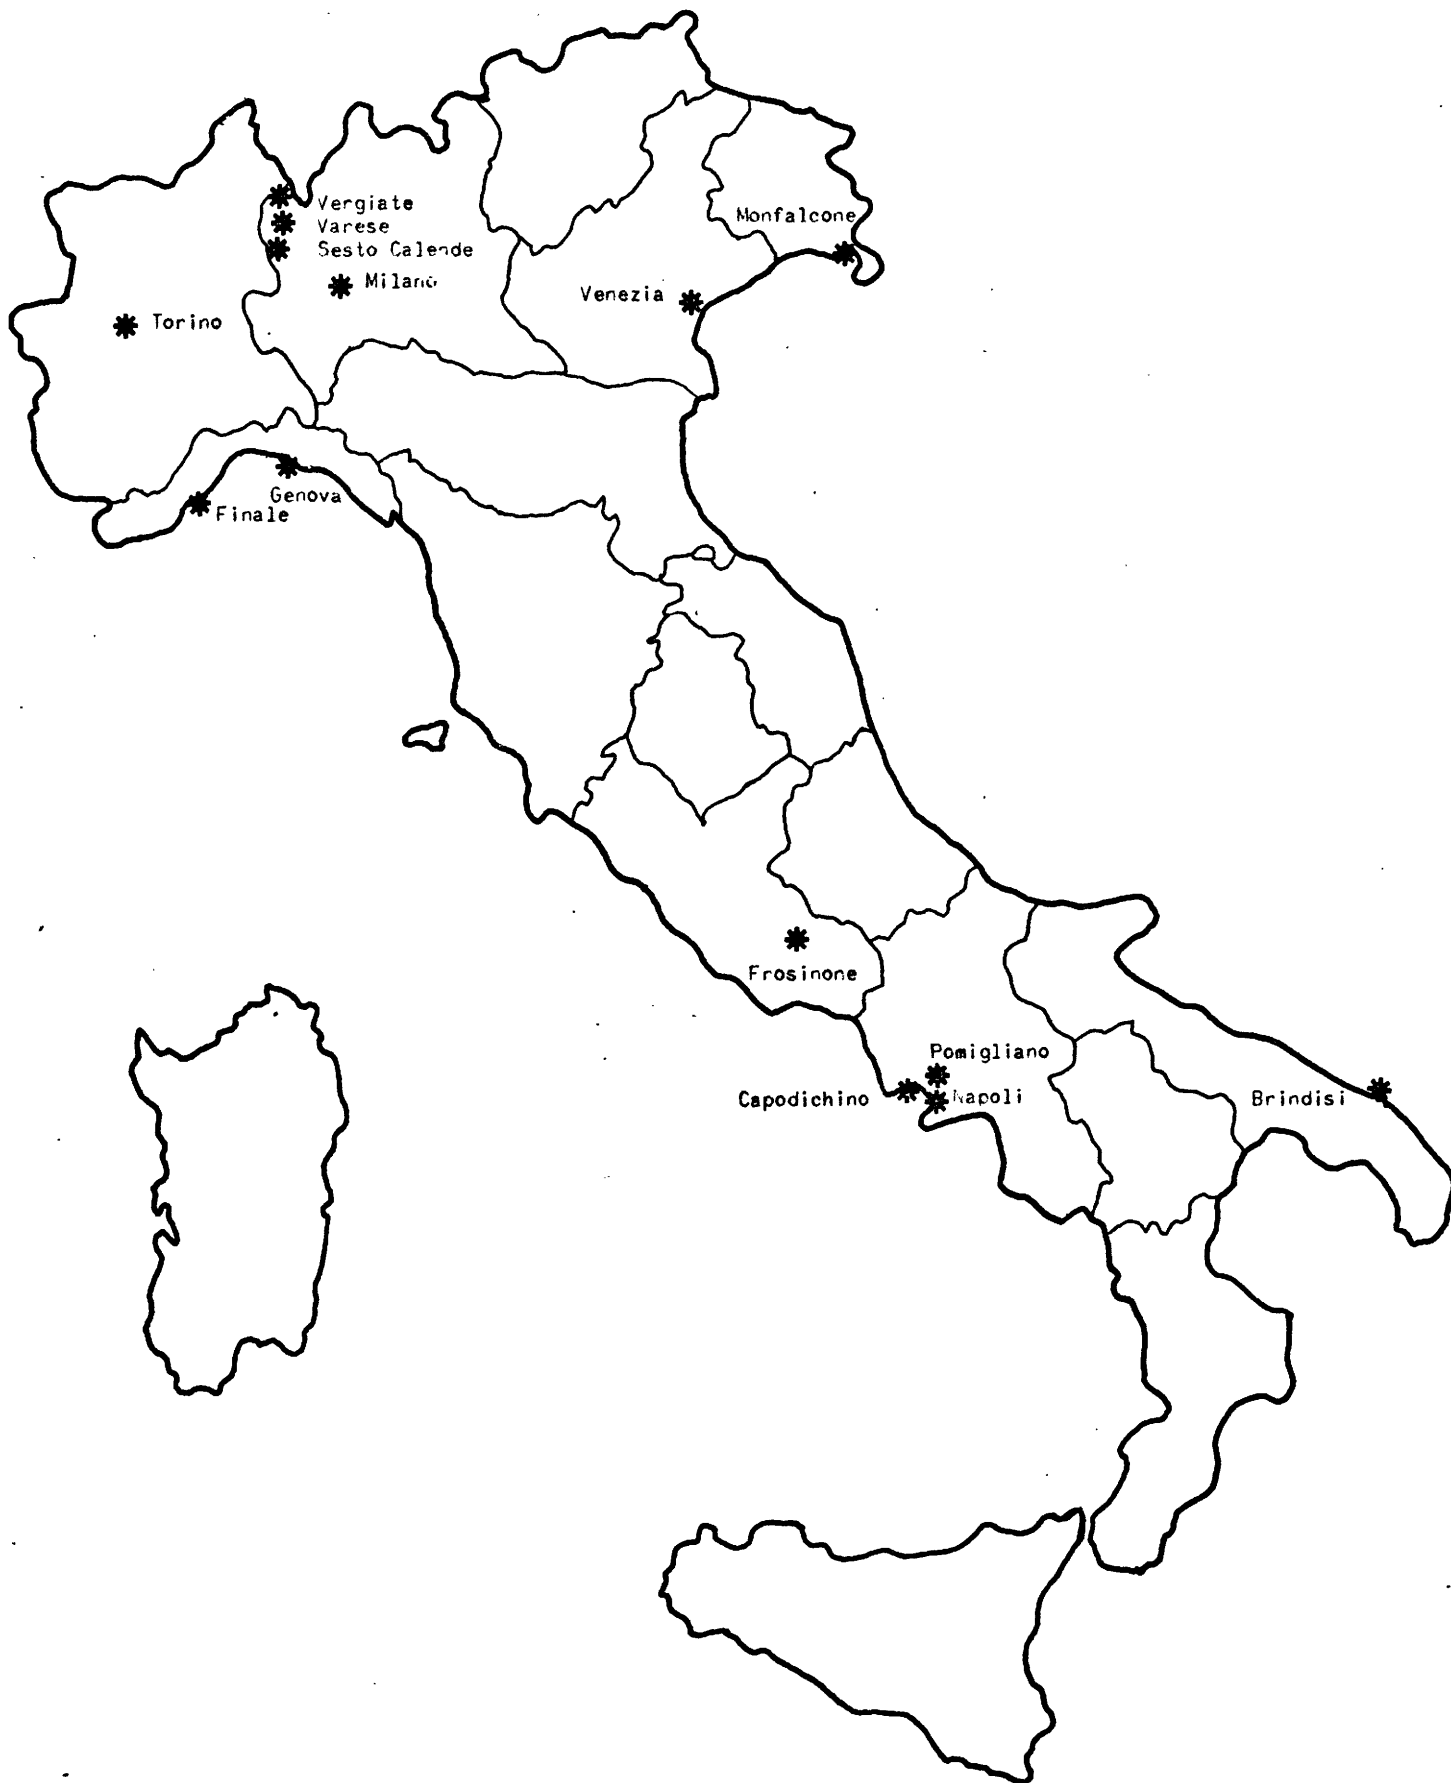 Vergiate
Varese
Monfalcone
Sesto Calende
Milano
Venezia
Torino
Genova
Finale
Frosinone
Pomigliano
Capodichino
Napoli
Brindisi